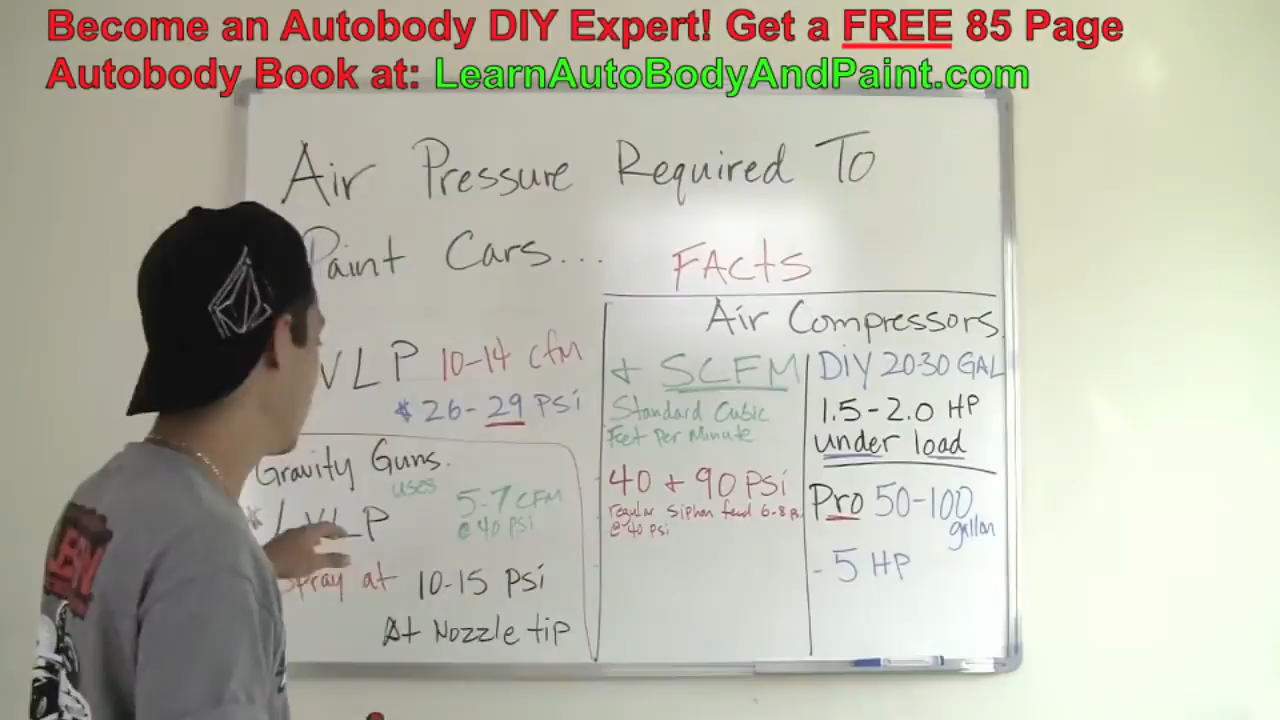 Become an Autobody DIY Expert! Get a FREE 85 Page
Autobody Book at: LearnAutoBodyAndPaint.com
Air Pressure Required To
Paint Cars...
VLP 10-14 cfm
* 26-29 PSi
Gravity Guns.
uses
LVLP 5.7 CFM
@ 40 psi
Spray at 10-15 psi
At Nozzle tip
FActs
Air Compressors
+ SCFM
Standard Cubic
Feet Per Minute
40 + 90 PSi
regular Siphon feed 6-8
@ 40 psi
DiY 20-30 GAL
1.5-2.0 HP
under load
Pro 50-100
gallon
- 5 HP